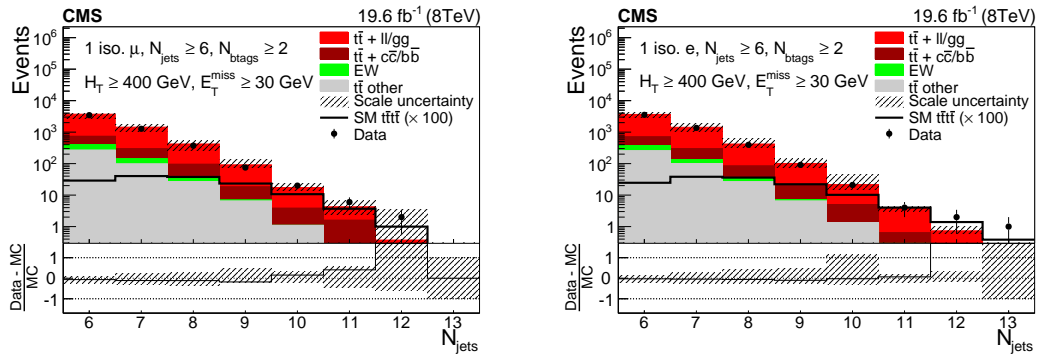 CMS 19.6 fb⁻¹ (8TeV)
Events
1 iso. μ, N_jets ≥ 6, N_btags ≥ 2
H_T ≥ 400 GeV, E_T^miss ≥ 30 GeV
tt̄ + ll/gg
tt̄ + cc̄/bb̄
EW
tt̄ other
Scale uncertainty
SM tt̄tt̄ (× 100)
Data
10⁶
10⁵
10⁴
10³
10²
10
1
Data - MC
MC
1
0
-1
6 7 8 9 10 11 12 13
N_jets
CMS 19.6 fb⁻¹ (8TeV)
Events
1 iso. e, N_jets ≥ 6, N_btags ≥ 2
H_T ≥ 400 GeV, E_T^miss ≥ 30 GeV
tt̄ + ll/gg
tt̄ + cc̄/bb̄
EW
tt̄ other
Scale uncertainty
SM tt̄tt̄ (× 100)
Data
10⁶
10⁵
10⁴
10³
10²
10
1
Data - MC
MC
1
0
-1
6 7 8 9 10 11 12 13
N_jets